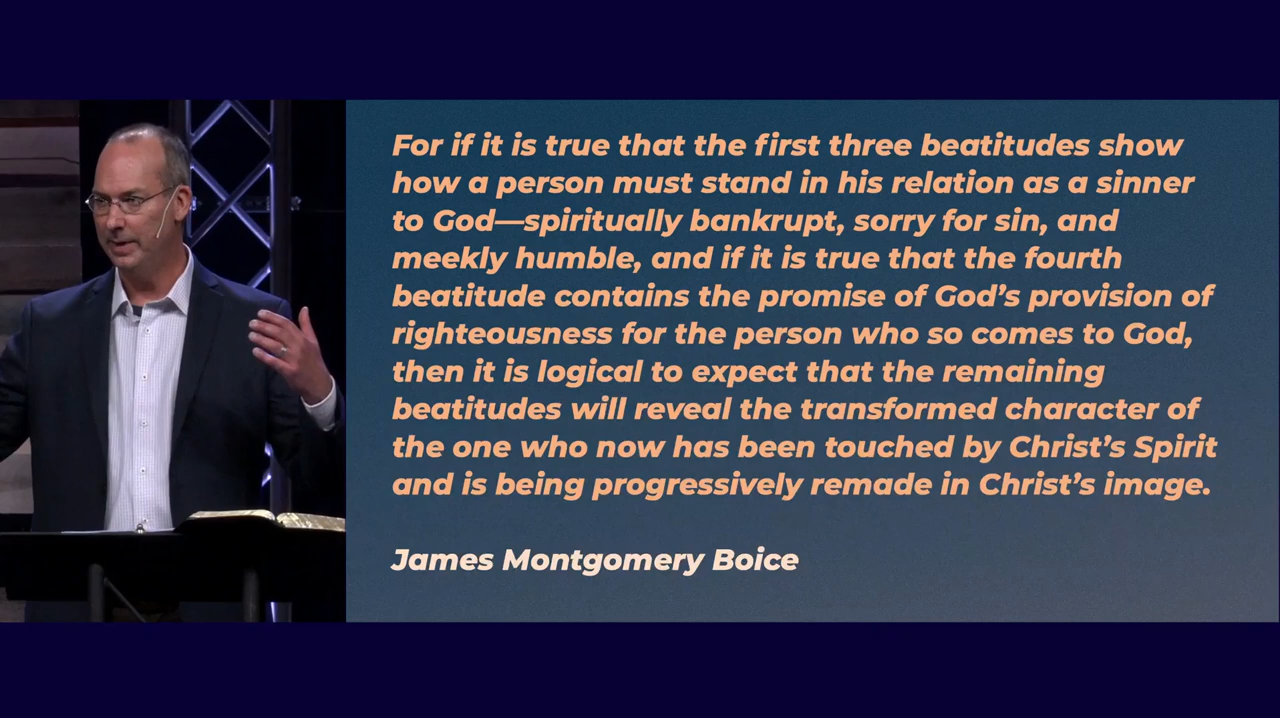 For if it is true that the first three beatitudes show
how a person must stand in his relation as a sinner
to God—spiritually bankrupt, sorry for sin, and
meekly humble, and if it is true that the fourth
beatitude contains the promise of God’s provision of
righteousness for the person who so comes to God,
then it is logical to expect that the remaining
beatitudes will reveal the transformed character of
the one who now has been touched by Christ’s Spirit
and is being progressively remade in Christ’s image.
James Montgomery Boice